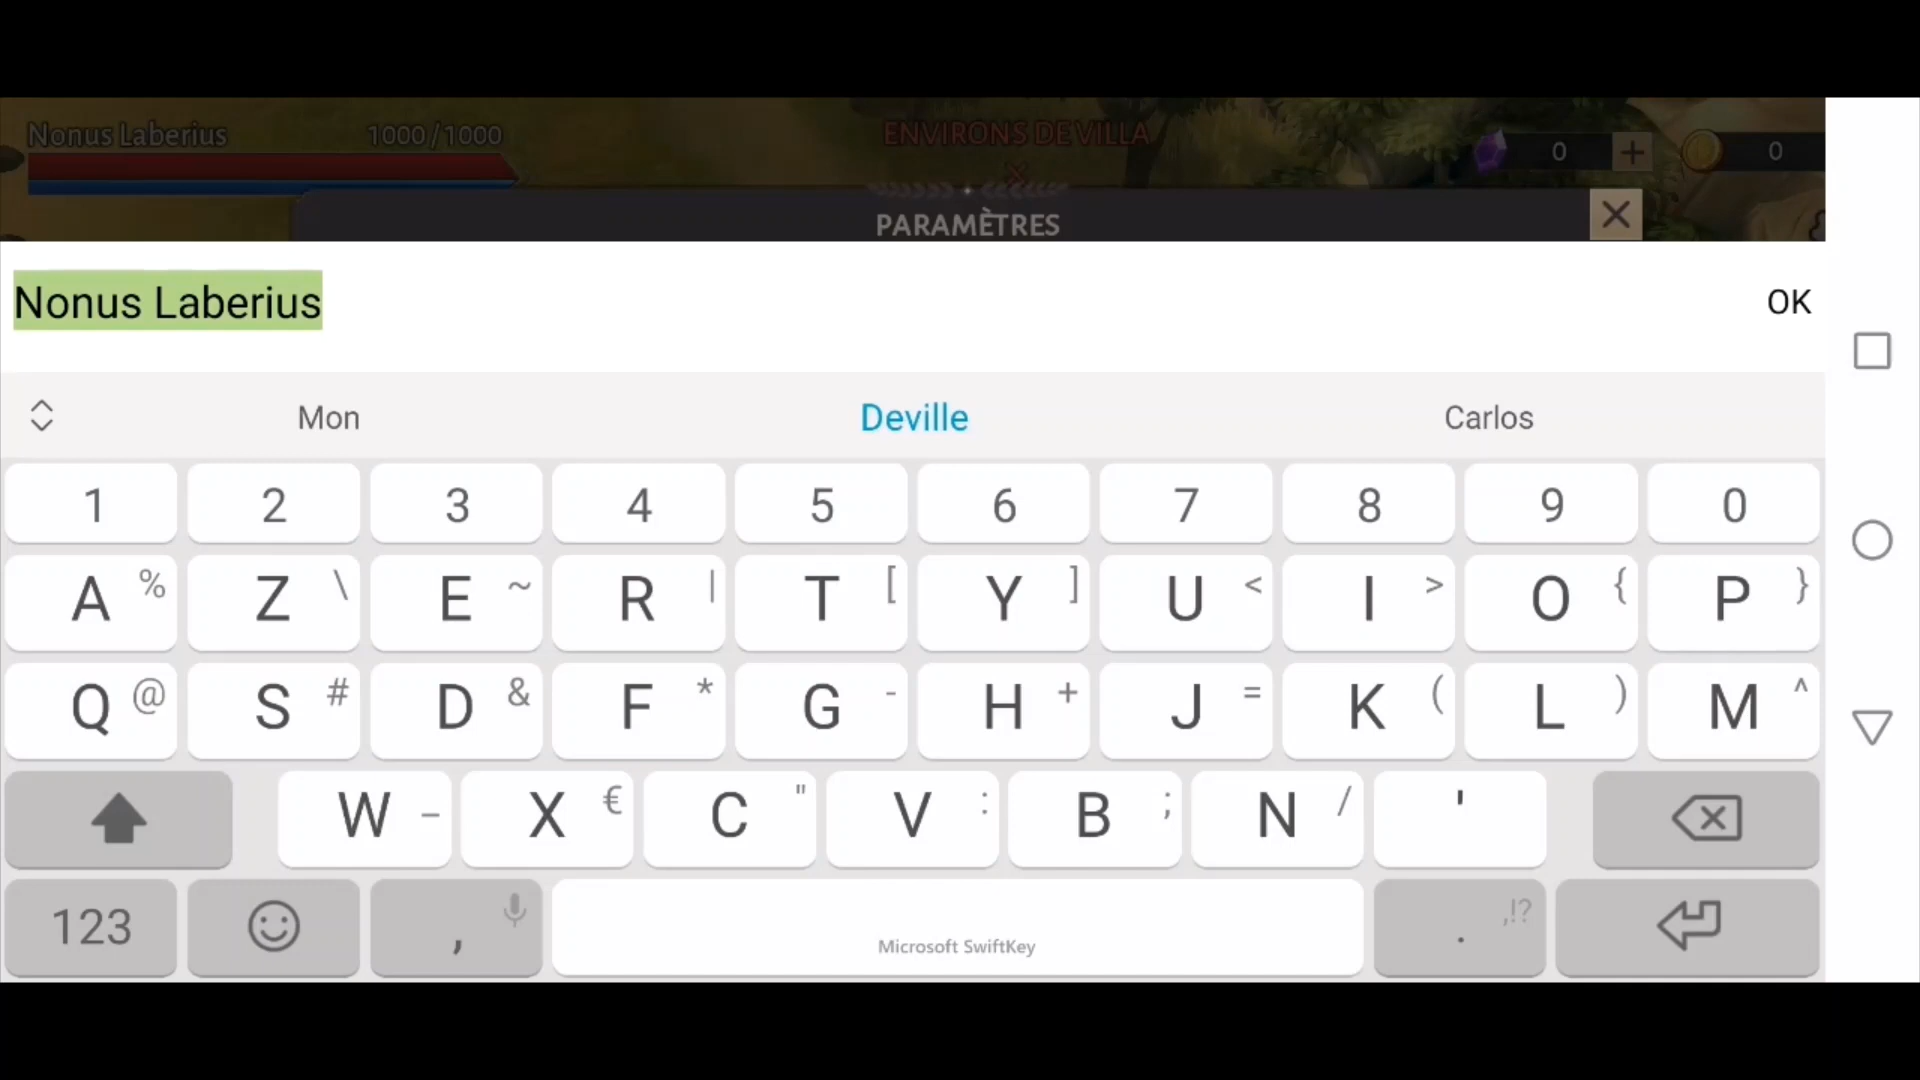 Nonus Laberius 1000/1000 ENVIRONS DE VILLA 0 + 0
PARAMÈTRES
Nonus Laberius OK
Mon Deville Carlos
1 2 3 4 5 6 7 8 9 0
A % Z \ E ~ R | T [ Y ] U < I > O { P }
Q @ S # D & F * G - H + J = K ( L ) M ^
W _ X € C " V : B ; N / '
123 , Microsoft SwiftKey . ,!?